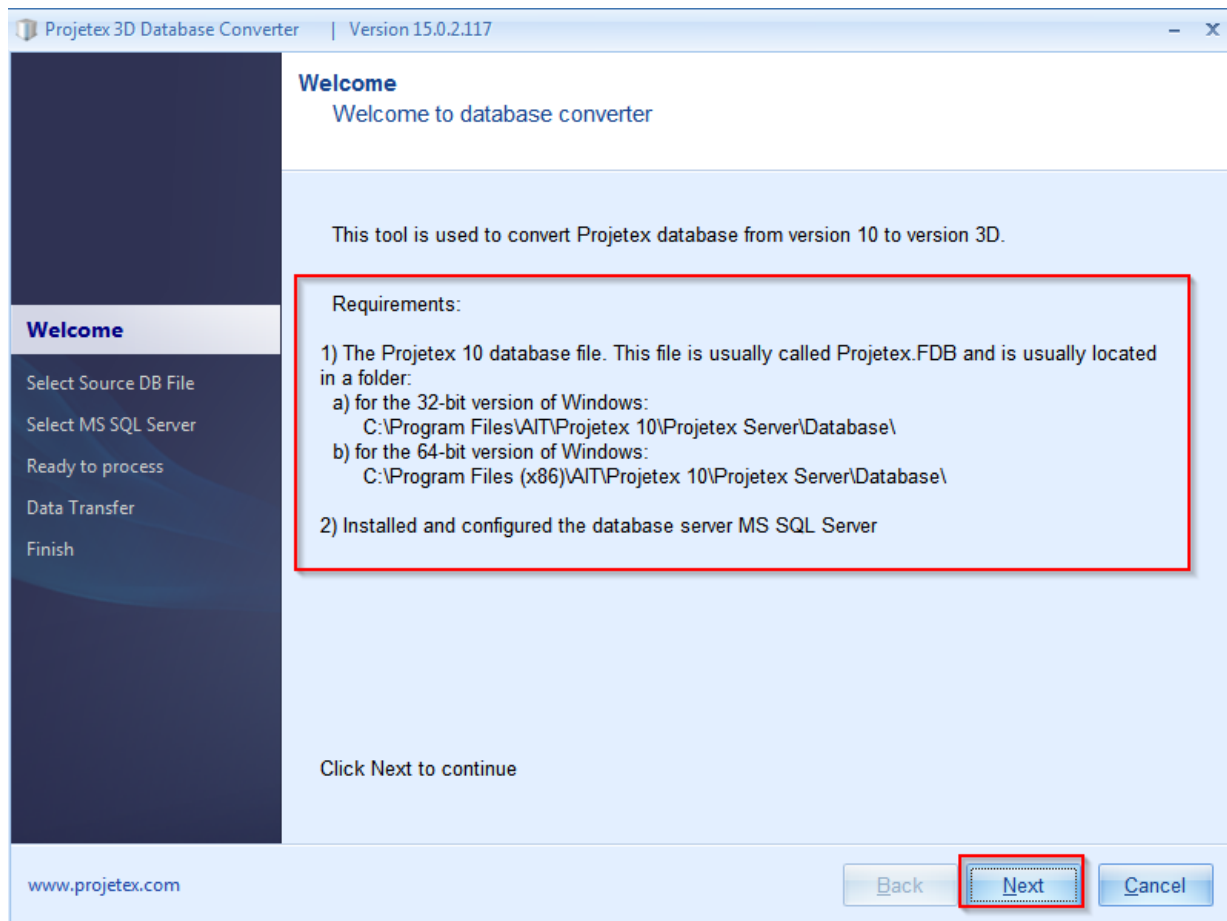 Projetex 3D Database Converter | Version 15.0.2.117
Welcome
Welcome to database converter
This tool is used to convert Projetex database from version 10 to version 3D.
Requirements:
1) The Projetex 10 database file. This file is usually called Projetex.FDB and is usually located
in a folder:
a) for the 32-bit version of Windows:
C:\Program Files\AIT\Projetex 10\Projetex Server\Database\
b) for the 64-bit version of Windows:
C:\Program Files (x86)\AIT\Projetex 10\Projetex Server\Database\
2) Installed and configured the database server MS SQL Server
Click Next to continue
Welcome
Select Source DB File
Select MS SQL Server
Ready to process
Data Transfer
Finish
www.projetex.com
Back
Next
Cancel